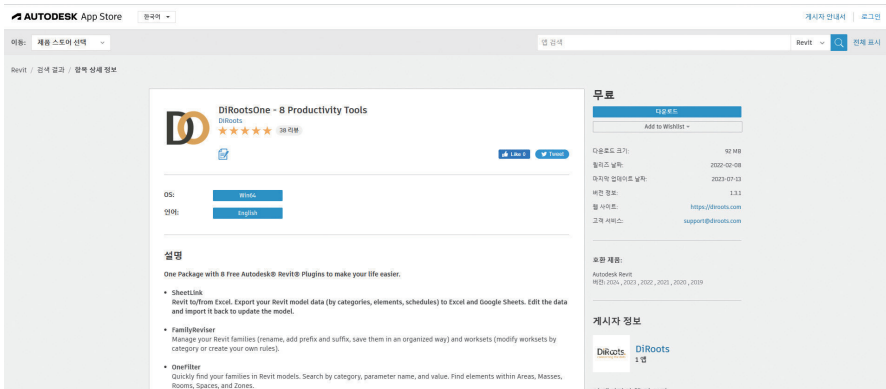 AUTODESK App Store
한국어
게시자 안내서
로그인
이동:
제품 스토어 선택
앱 검색
Revit
전체 표시
Revit / 검색 결과 / 항목 상세 정보
DiRootsOne - 8 Productivity Tools
DiRoots
38 리뷰
Like 0
Tweet
OS:
Win64
언어:
English
설명
One Package with 8 Free Autodesk® Revit® Plugins to make your life easier.
• SheetLink
Revit to/from Excel. Export your Revit model data (by categories, elements, schedules) to Excel and Google Sheets. Edit the data
and import it back to update the model.
• FamilyReviser
Manage your Revit families (rename, add prefix and suffix, save them in an organized way) and worksets (modify worksets by
category or create your own rules).
• OneFilter
Quickly find your families in Revit models. Search by category, parameter name, and value. Find elements within Areas, Masses,
Rooms, Spaces, and Zones.
무료
다운로드
Add to Wishlist
다운로드 크기: 92 MB
릴리즈 날짜: 2022-02-08
마지막 업데이트 날짜: 2023-07-13
버전 정보: 1.3.1
웹 사이트: https://diroots.com
고객 서비스: support@diroots.com
호환 제품:
Autodesk Revit
버전: 2024 , 2023 , 2022 , 2021 , 2020 , 2019
게시자 정보
DiRoots
DiRoots
1 앱